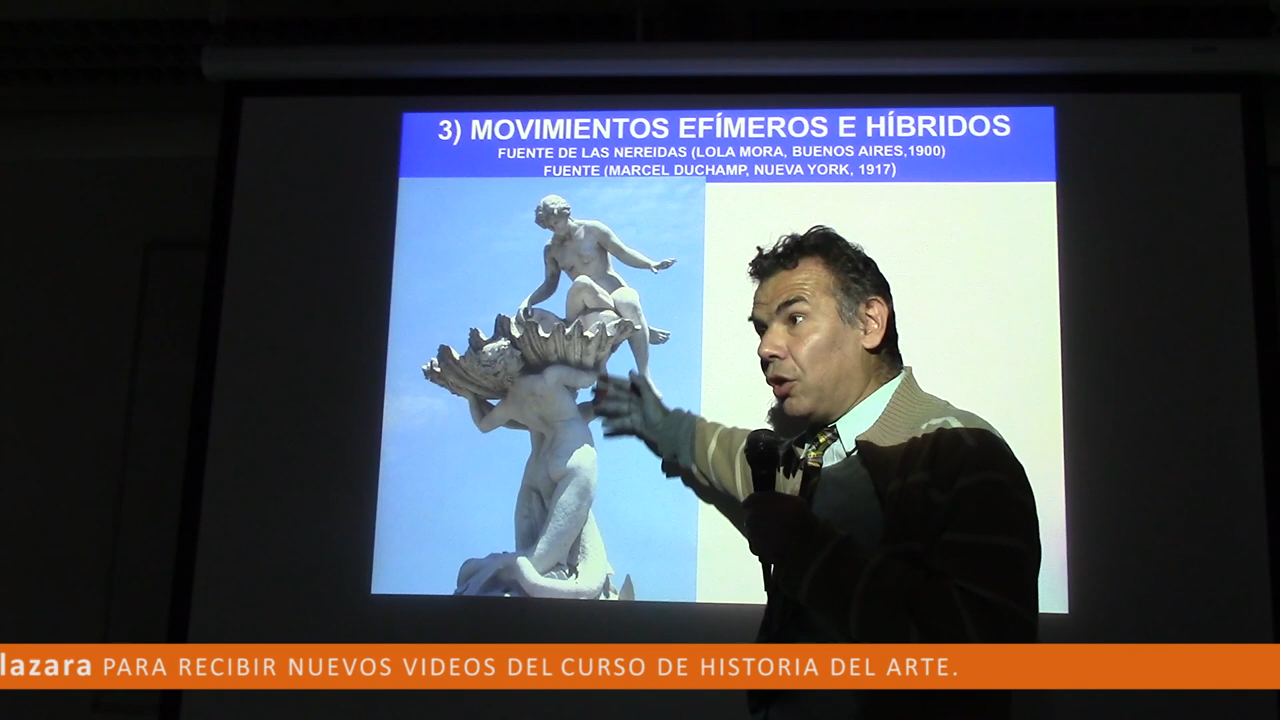 3) MOVIMIENTOS EFÍMEROS E HÍBRIDOS
FUENTE DE LAS NEREIDAS (LOLA MORA, BUENOS AIRES,1900)
FUENTE (MARCEL DUCHAMP, NUEVA YORK, 1917)
lazara PARA RECIBIR NUEVOS VIDEOS DEL CURSO DE HISTORIA DEL ARTE.